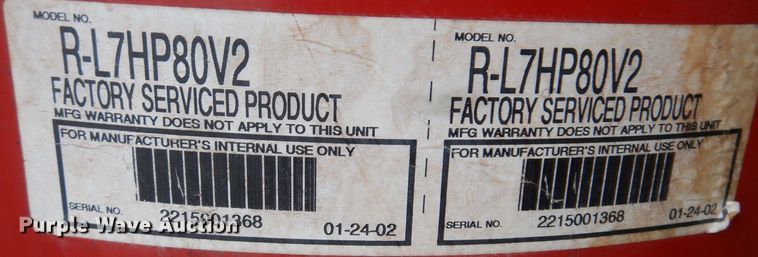 MODEL NO.
R-L7HP80V2
FACTORY SERVICED PRODUCT
MFG WARRANTY DOES NOT APPLY TO THIS UNIT
FOR MANUFACTURER'S INTERNAL USE ONLY
SERIAL NO.
2215001368
01-24-02
MODEL NO.
R-L7HP80V2
FACTORY SERVICED PRODUCT
MFG WARRANTY DOES NOT APPLY TO THIS UNIT
FOR MANUFACTURER'S INTERNAL USE ONLY
SERIAL NO.
2215001368
01-24-02
Purple Wave Auction